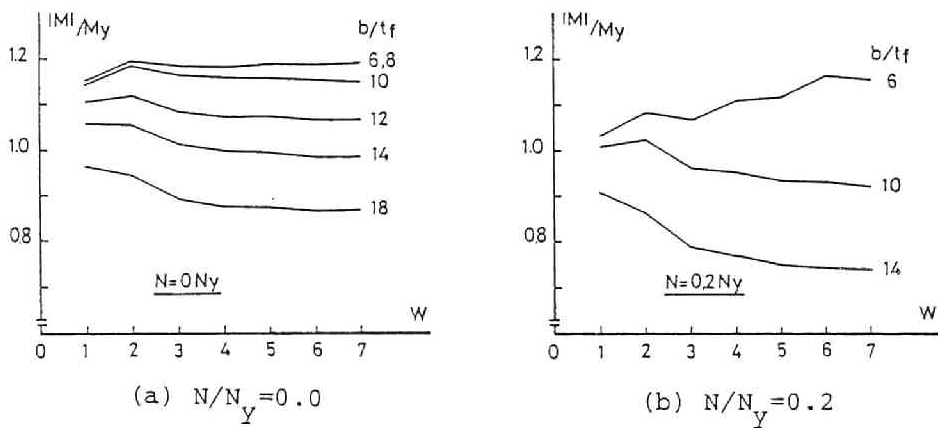 |M|/My
b/tf
1.2
1.0
0.8
6,8
10
12
14
18
N=0Ny
W
0 1 2 3 4 5 6 7
(a) N/Ny=0.0
|M|/My
b/tf
1.2
1.0
0.8
6
10
14
N=0,2Ny
W
0 1 2 3 4 5 6 7
(b) N/Ny=0.2